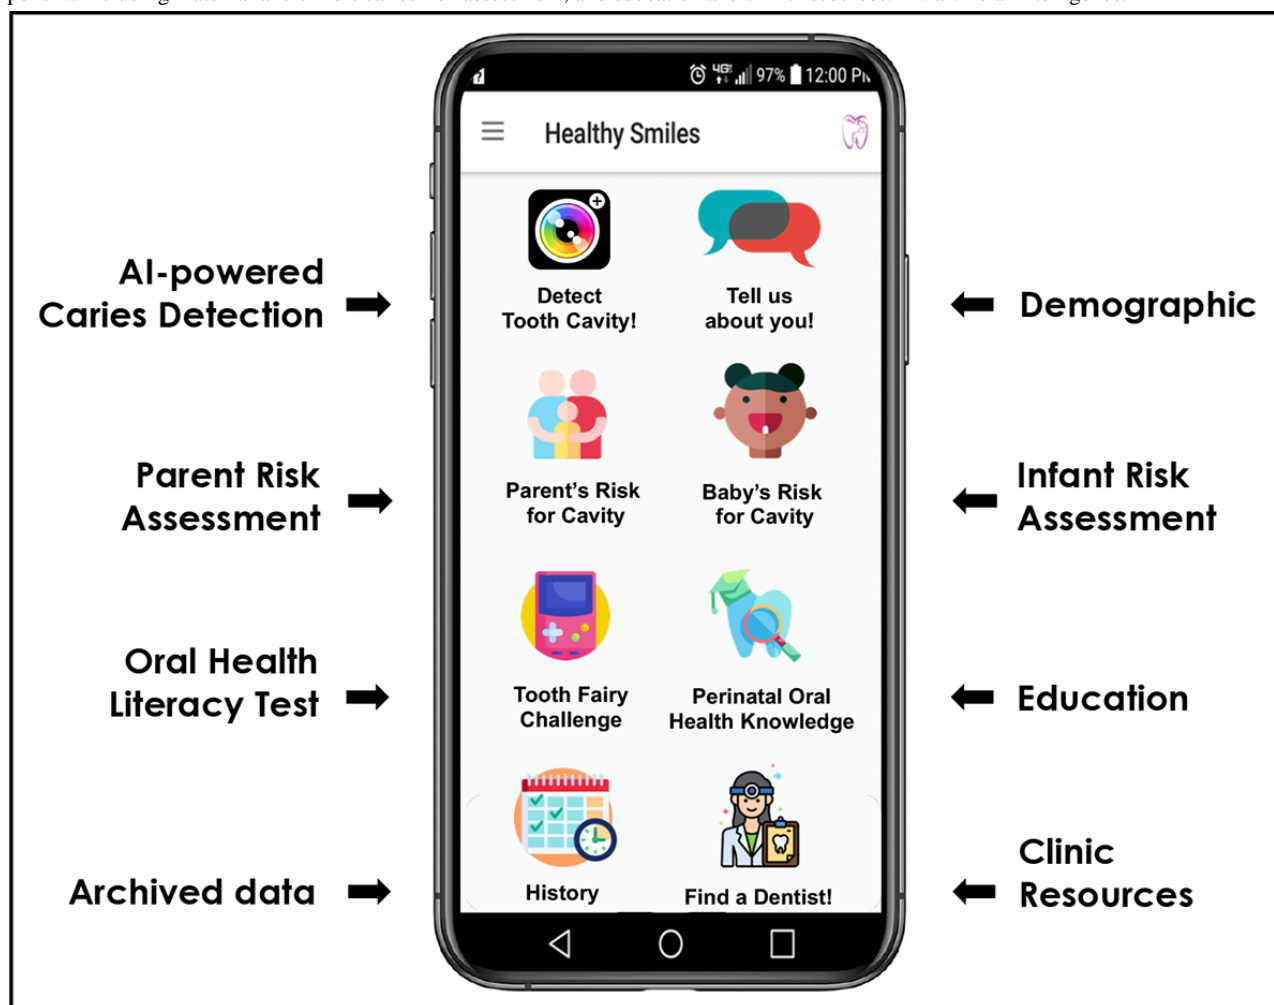 Healthy Smiles
4GE 97% 12:00 PM
AI-powered
Caries Detection
Detect
Tooth Cavity!
Tell us
about you!
Demographic
Parent Risk
Assessment
Parent's Risk
for Cavity
Baby's Risk
for Cavity
Infant Risk
Assessment
Oral Health
Literacy Test
Tooth Fairy
Challenge
Perinatal Oral
Health Knowledge
Education
Archived data
History
Find a Dentist!
Clinic
Resources